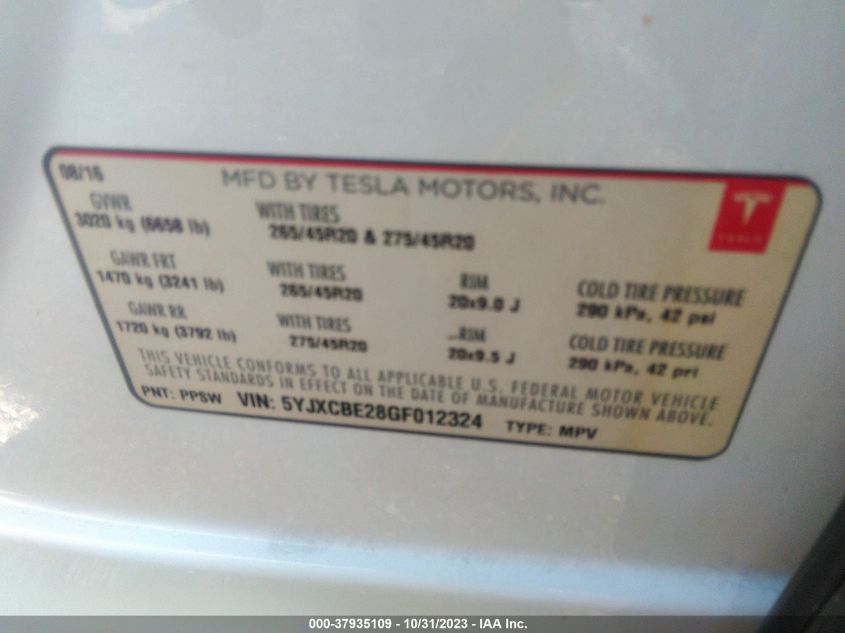 08/16
MFD BY TESLA MOTORS, INC.
GVWR
3020 kg (6658 lb)
WITH TIRES
265/45R20 & 275/45R20
TESLA
GAWR FRT
1470 kg (3241 lb)
WITH TIRES
265/45R20
RIM
20x9.0 J
COLD TIRE PRESSURE
290 kPa, 42 psi
GAWR RR
1720 kg (3792 lb)
WITH TIRES
275/45R20
RIM
20x9.5 J
COLD TIRE PRESSURE
290 kPa, 42 psi
THIS VEHICLE CONFORMS TO ALL APPLICABLE U.S. FEDERAL MOTOR VEHICLE
SAFETY STANDARDS IN EFFECT ON THE DATE OF MANUFACTURE SHOWN ABOVE.
PNT: PPSW VIN: 5YJXCBE28GF012324 TYPE: MPV
000-37935109 - 10/31/2023 - IAA Inc.